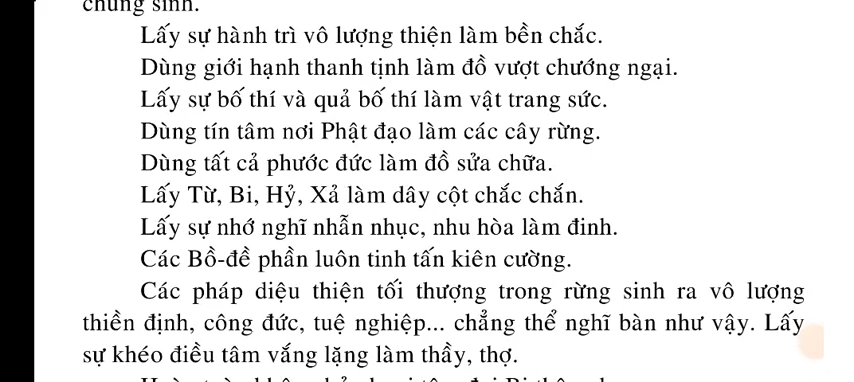 chúng sinh.
Lấy sự hành trì vô lượng thiện làm bền chắc.
Dùng giới hạnh thanh tịnh làm đồ vượt chướng ngại.
Lấy sự bố thí và quả bố thí làm vật trang sức.
Dùng tín tâm nơi Phật đạo làm các cây rừng.
Dùng tất cả phước đức làm đồ sửa chữa.
Lấy Từ, Bi, Hỷ, Xả làm dây cột chắc chắn.
Lấy sự nhớ nghĩ nhẫn nhục, nhu hòa làm đinh.
Các Bồ-đề phần luôn tinh tấn kiên cường.
Các pháp diệu thiện tối thượng trong rừng sinh ra vô lượng
thiền định, công đức, tuệ nghiệp... chẳng thể nghĩ bàn như vậy. Lấy
sự khéo điều tâm vắng lặng làm thầy, thợ.